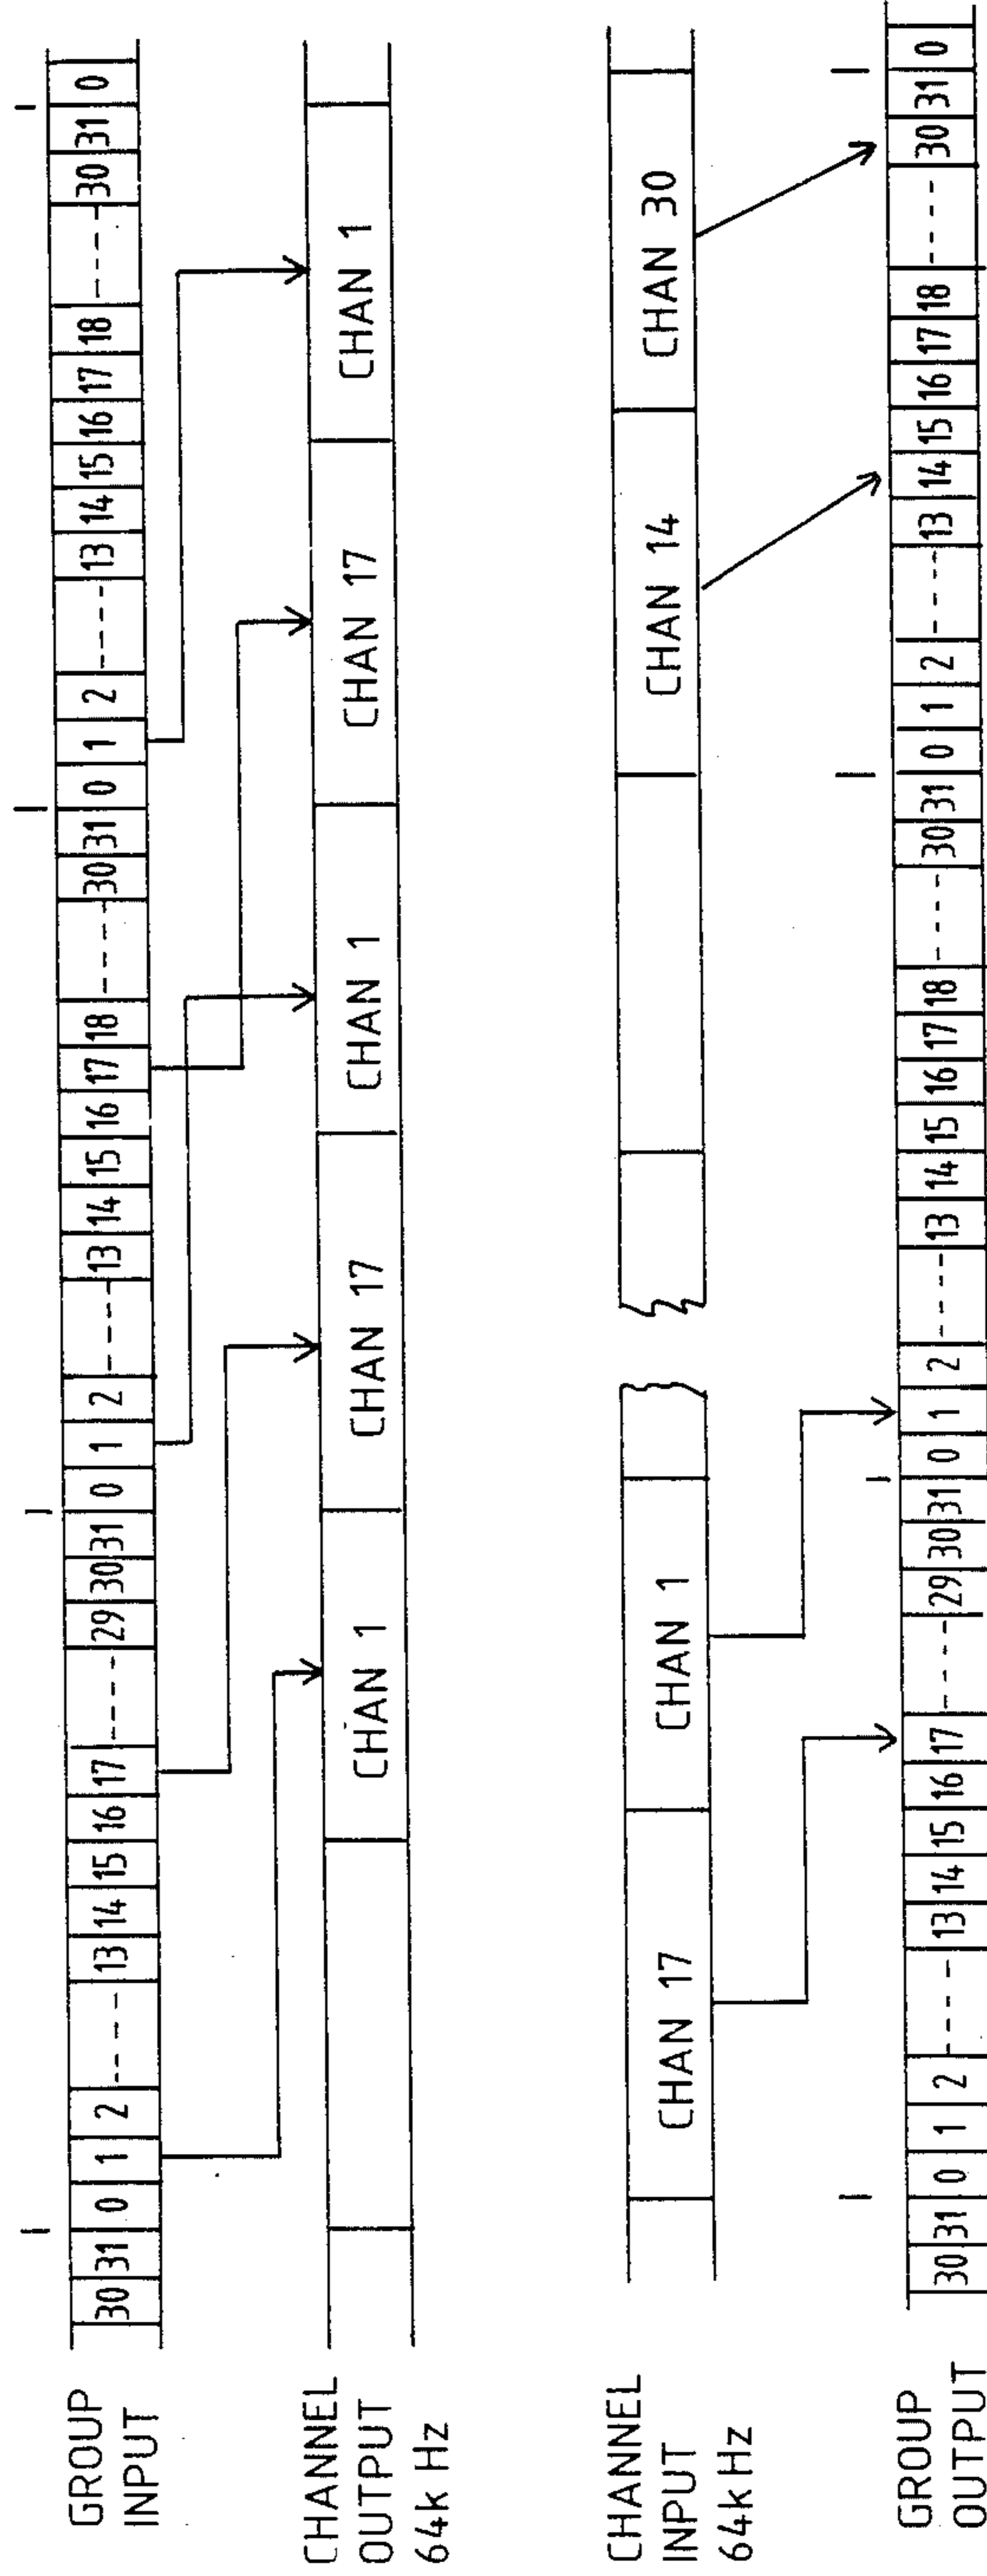 GROUP
INPUT
30 31 0 1 2 ---- 13 14 15 16 17 ---- 29 30 31 0 1 2 ---- 13 14 15 16 17 18 ---- 30 31 0 1 2 ---- 13 14 15 16 17 18 ---- 30 31 0
CHANNEL
OUTPUT
64k Hz
CHAN 1 CHAN 17 CHAN 1 CHAN 17 CHAN 1
CHANNEL
INPUT
64k Hz
CHAN 17 CHAN 1 CHAN 14 CHAN 30
GROUP
OUTPUT
30 31 0 1 2 ---- 13 14 15 16 17 ---- 29 30 31 0 1 2 ---- 13 14 15 16 17 18 ---- 30 31 0 1 2 ---- 13 14 15 16 17 18 ---- 30 31 0